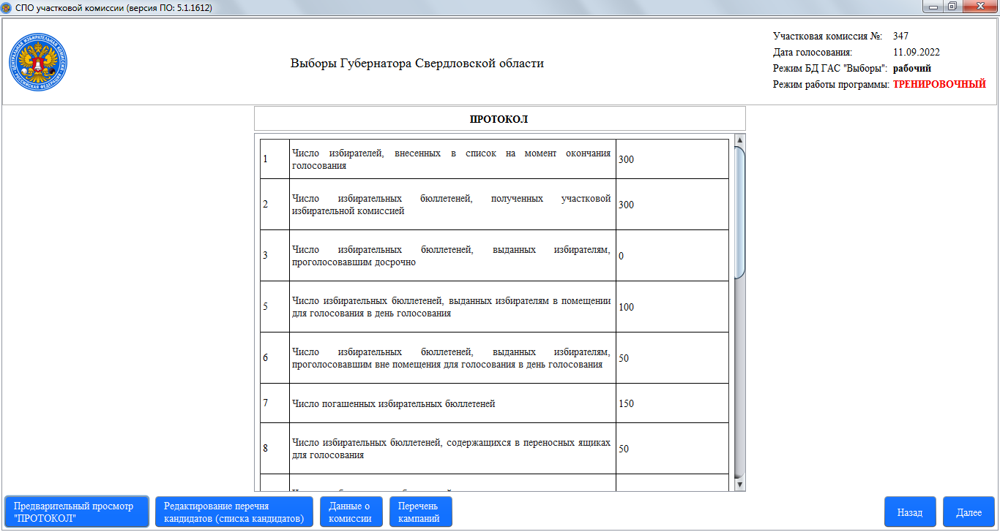 СПО участковой комиссии (версия ПО: 5.1.1612)
ЦЕНТРАЛЬНАЯ ИЗБИРАТЕЛЬНАЯ КОМИССИЯ
РОССИЙСКАЯ ФЕДЕРАЦИЯ
Выборы Губернатора Свердловской области
Участковая комиссия №: 347
Дата голосования: 11.09.2022
Режим БД ГАС "Выборы": рабочий
Режим работы программы: ТРЕНИРОВОЧНЫЙ
ПРОТОКОЛ
1 Число избирателей, внесенных в список на момент окончания
голосования 300
2 Число избирательных бюллетеней, полученных участковой
избирательной комиссией 300
3 Число избирательных бюллетеней, выданных избирателям,
проголосовавшим досрочно 0
5 Число избирательных бюллетеней, выданных избирателям в помещении
для голосования в день голосования 100
6 Число избирательных бюллетеней, выданных избирателям,
проголосовавшим вне помещения для голосования в день голосования 50
7 Число погашенных избирательных бюллетеней 150
8 Число избирательных бюллетеней, содержащихся в переносных ящиках
для голосования 50
Предварительный просмотр
"ПРОТОКОЛ"
Редактирование перечня
кандидатов (списка кандидатов)
Данные о
комиссии
Перечень
кампаний
Назад
Далее